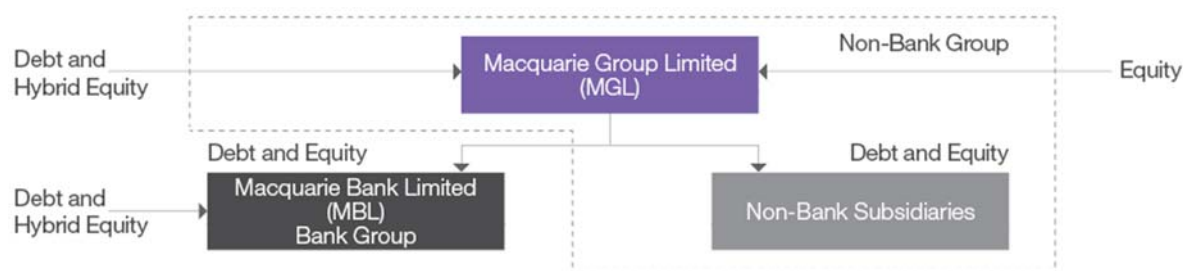 Debt and
Hybrid Equity
Macquarie Group Limited
(MGL)
Non-Bank Group
Equity
Debt and Equity
Debt and Equity
Debt and
Hybrid Equity
Macquarie Bank Limited
(MBL)
Bank Group
Non-Bank Subsidiaries